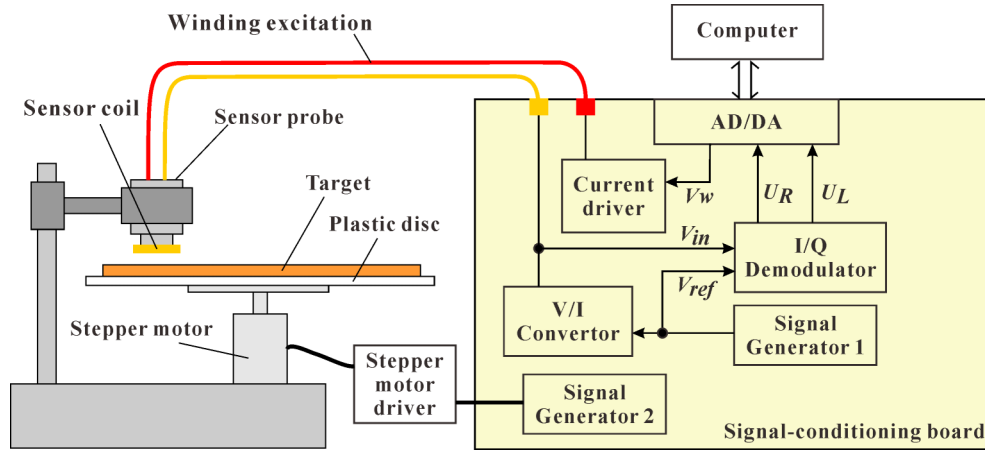 Winding excitation
Computer
Sensor coil
Sensor probe
AD/DA
Target
Plastic disc
Current
driver
Vw
UR
UL
Vin
I/Q
Demodulator
Vref
V/I
Convertor
Signal
Generator 1
Stepper motor
Stepper
motor
driver
Signal
Generator 2
Signal-conditioning board